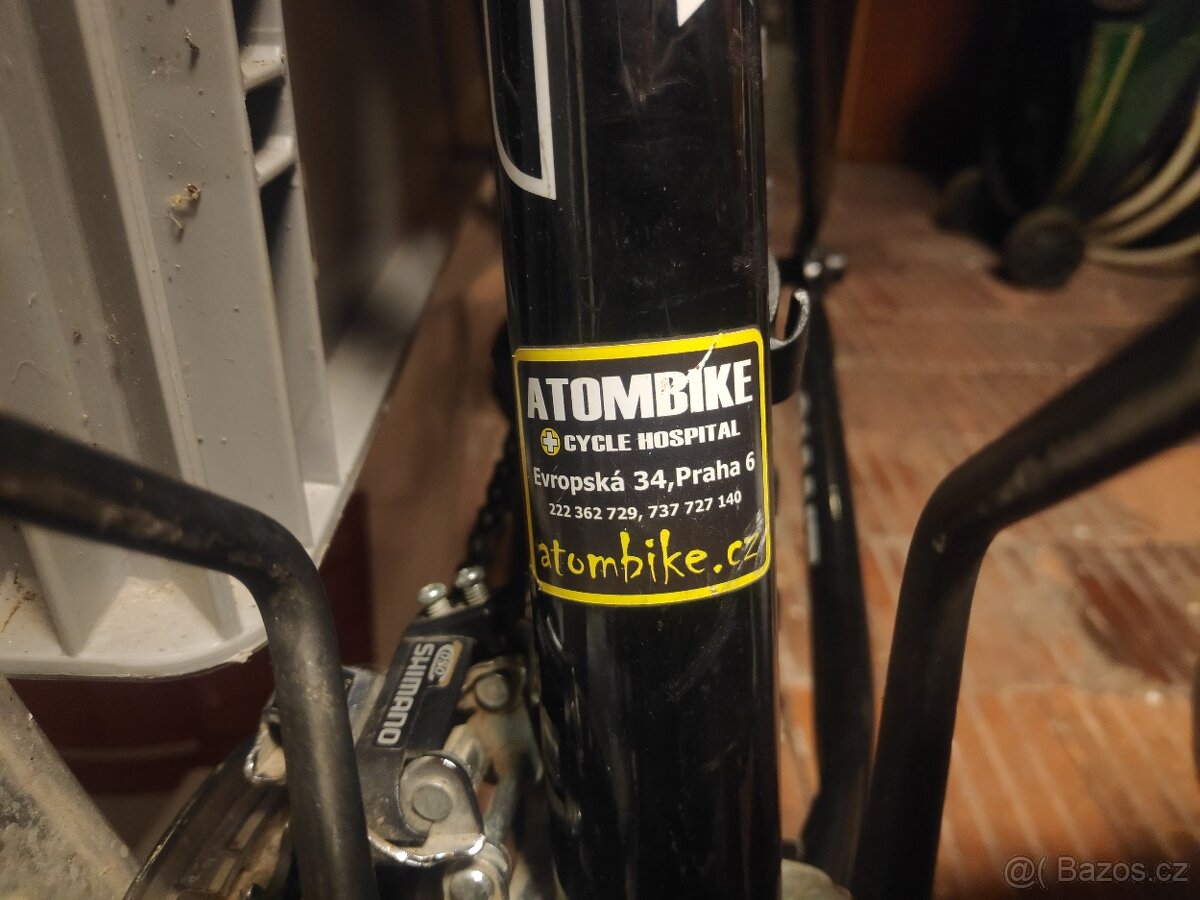 ATOMBIKE
CYCLE HOSPITAL
Evropská 34,Praha 6
222 362 729, 737 727 140
atombike.cz
SHIMANO
@( Bazos.cz